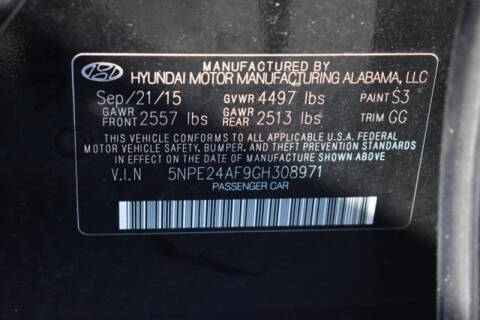 MANUFACTURED BY
HYUNDAI MOTOR MANUFACTURING ALABAMA, LLC
Sep/21/15 GVWR 4497 lbs PAINT S3
GAWR FRONT 2557 lbs GAWR REAR 2513 lbs TRIM GG
THIS VEHICLE CONFORMS TO ALL APPLICABLE U.S.A. FEDERAL
MOTOR VEHICLE SAFETY, BUMPER, AND THEFT PREVENTION STANDARDS
IN EFFECT ON THE DATE OF MANUFACTURE SHOWN ABOVE
V.I.N 5NPE24AF9GH308971
PASSENGER CAR